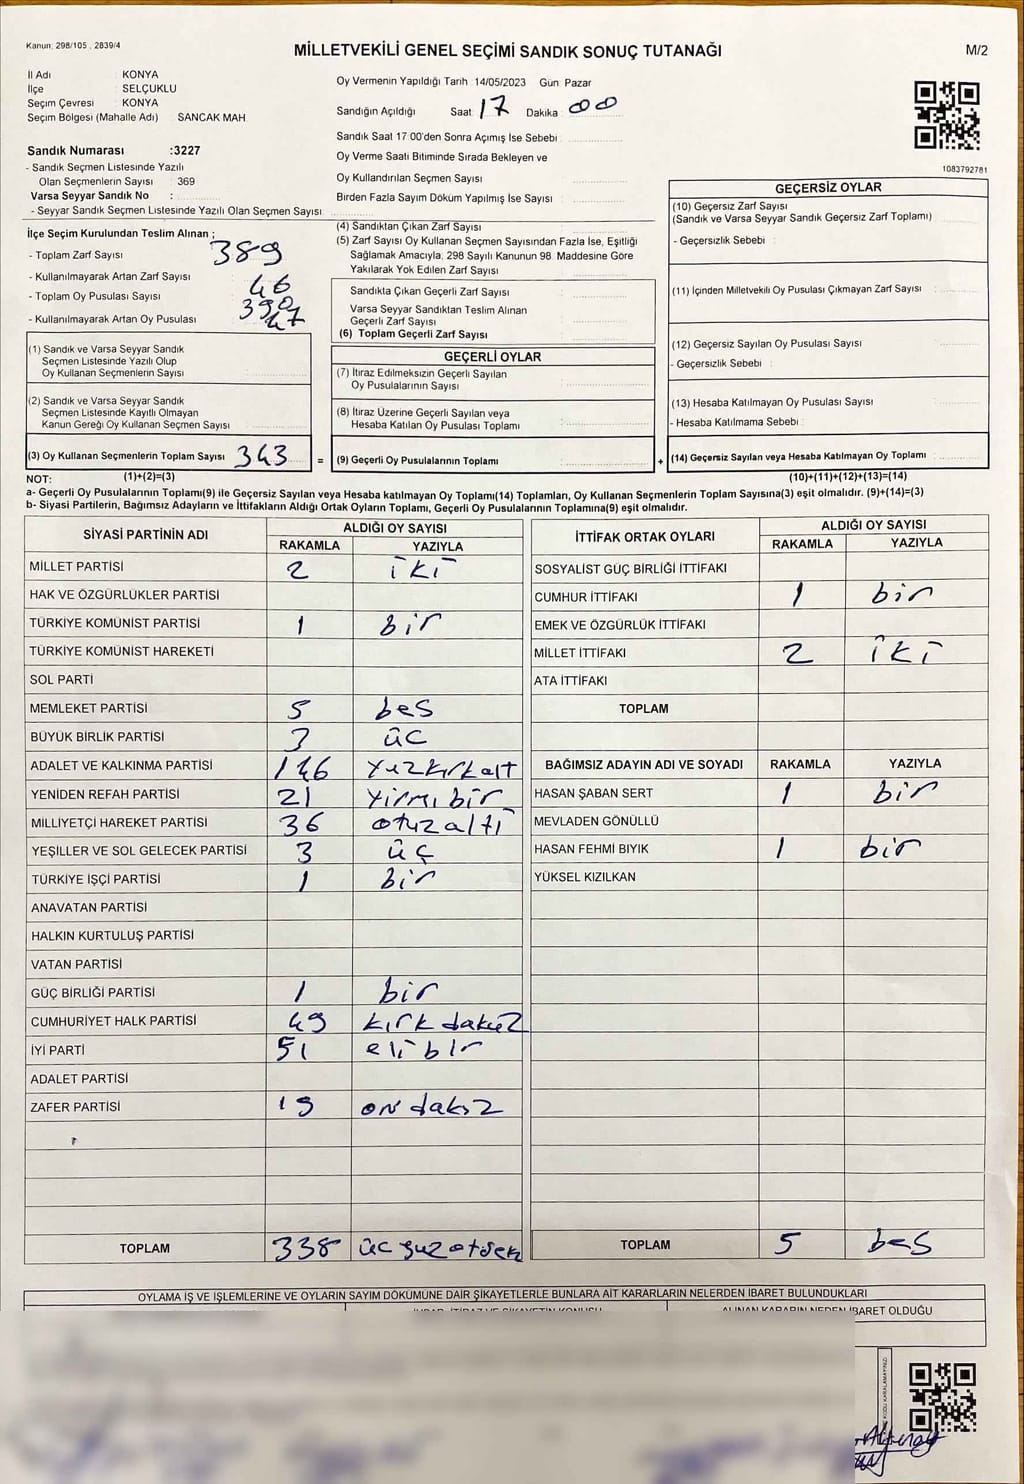 Kanun; 298/105 , 2839/4
MİLLETVEKİLİ GENEL SEÇİMİ SANDIK SONUÇ TUTANAĞI
M/2
İl Adı : KONYA
İlçe : SELÇUKLU
Seçim Çevresi : KONYA
Seçim Bölgesi (Mahalle Adı) : SANCAK MAH.
Sandık Numarası :3227
- Sandık Seçmen Listesinde Yazılı
Olan Seçmenlerin Sayısı : 369
Varsa Seyyar Sandık No :
- Seyyar Sandık Seçmen Listesinde Yazılı Olan Seçmen Sayısı :
İlçe Seçim Kurulundan Teslim Alınan ;
- Toplam Zarf Sayısı : 389
- Kullanılmayarak Artan Zarf Sayısı : 46
- Toplam Oy Pusulası Sayısı : 390
- Kullanılmayarak Artan Oy Pusulası : 47
(1) Sandık ve Varsa Seyyar Sandık
Seçmen Listesinde Yazılı Olup
Oy Kullanan Seçmenlerin Sayısı :
(2) Sandık ve Varsa Seyyar Sandık
Seçmen Listesinde Kayıtlı Olmayan
Kanun Gereği Oy Kullanan Seçmen Sayısı :
(3) Oy Kullanan Seçmenlerin Toplam Sayısı : 343 =
Oy Vermenin Yapıldığı Tarih : 14/05/2023 Gün: Pazar
Sandığın Açıldığı Saat: 17 Dakika: 00
Sandık Saat 17.00'den Sonra Açımış İse Sebebi :
Oy Verme Saati Bitiminde Sırada Bekleyen ve
Oy Kullandırılan Seçmen Sayısı :
Birden Fazla Sayım Döküm Yapılmış İse Sayısı :
(4) Sandıktan Çıkan Zarf Sayısı :
(5) Zarf Sayısı Oy Kullanan Seçmen Sayısından Fazla İse, Eşitliği
Sağlamak Amacıyla, 298 Sayılı Kanunun 98. Maddesine Göre
Yakılarak Yok Edilen Zarf Sayısı :
Sandıkta Çıkan Geçerli Zarf Sayısı :
Varsa Seyyar Sandıktan Teslim Alınan
Geçerli Zarf Sayısı :
(6) Toplam Geçerli Zarf Sayısı :
GEÇERLİ OYLAR
(7) İtiraz Edilmeksizin Geçerli Sayılan
Oy Pusulalarının Sayısı :
(8) İtiraz Üzerine Geçerli Sayılan veya
Hesaba Katılan Oy Pusulası Toplamı :
(9) Geçerli Oy Pusulalarının Toplamı : +
1083792781
GEÇERSİZ OYLAR
(10) Geçersiz Zarf Sayısı
(Sandık ve Varsa Seyyar Sandık Geçersiz Zarf Toplamı) :
- Geçersizlik Sebebi :
(11) İçinden Milletvekili Oy Pusulası Çıkmayan Zarf Sayısı :
(12) Geçersiz Sayılan Oy Pusulası Sayısı :
- Geçersizlik Sebebi :
(13) Hesaba Katılmayan Oy Pusulası Sayısı :
- Hesaba Katılmama Sebebi :
(14) Geçersiz Sayılan veya Hesaba Katılmayan Oy Toplamı :
NOT: (1)+(2)=(3) (10)+(11)+(12)+(13)=(14)
a- Geçerli Oy Pusulalarının Toplamı(9) ile Geçersiz Sayılan veya Hesaba katılmayan Oy Toplamı(14) Toplamları, Oy Kullanan Seçmenlerin Toplam Sayısına(3) eşit olmalıdır. (9)+(14)=(3)
b- Siyasi Partilerin, Bağımsız Adayların ve İttifakların Aldığı Ortak Oyların Toplamı, Geçerli Oy Pusulalarının Toplamına(9) eşit olmalıdır.
SİYASİ PARTİNİN ADI ALDIĞI OY SAYISI
RAKAMLA YAZIYLA
MİLLET PARTİSİ 2 iki
HAK VE ÖZGÜRLÜKLER PARTİSİ
TÜRKİYE KOMÜNİST PARTİSİ 1 bir
TÜRKİYE KOMÜNİST HAREKETİ
SOL PARTİ
MEMLEKET PARTİSİ 5 bes
BÜYÜK BİRLİK PARTİSİ 3 üc
ADALET VE KALKINMA PARTİSİ 146 yuzkırkalt
YENİDEN REFAH PARTİSİ 21 yirmi bir
MİLLİYETÇİ HAREKET PARTİSİ 36 otuz altı
YEŞİLLER VE SOL GELECEK PARTİSİ 3 üç
TÜRKİYE İŞÇİ PARTİSİ 1 bir
ANAVATAN PARTİSİ
HALKIN KURTULUŞ PARTİSİ
VATAN PARTİSİ
GÜÇ BİRLİĞİ PARTİSİ 1 bir
CUMHURİYET HALK PARTİSİ 49 kırk dakuz
İYİ PARTİ 51 eli bir
ADALET PARTİSİ
ZAFER PARTİSİ 19 on dakuz
TOPLAM 338
İTTİFAK ORTAK OYLARI ALDIĞI OY SAYISI
RAKAMLA YAZIYLA
SOSYALİST GÜÇ BİRLİĞİ İTTİFAKI
CUMHUR İTTİFAKI 1 bir
EMEK VE ÖZGÜRLÜK İTTİFAKI
MİLLET İTTİFAKI 2 iki
ATA İTTİFAKI
TOPLAM
BAĞIMSIZ ADAYIN ADI VE SOYADI RAKAMLA YAZIYLA
HASAN ŞABAN SERT 1 bir
MEVLADEN GÖNÜLLÜ
HASAN FEHMİ BIYIK 1 bir
YÜKSEL KIZILKAN
TOPLAM 5 bes
OYLAMA İŞ VE İŞLEMLERİNE VE OYLARIN SAYIM DÖKÜMÜNE DAİR ŞİKAYETLERLE BUNLARA AİT KARARLARIN NELERDEN İBARET BULUNDUKLARI
ALINAN KARARIN NEDEN İBARET OLDUĞU